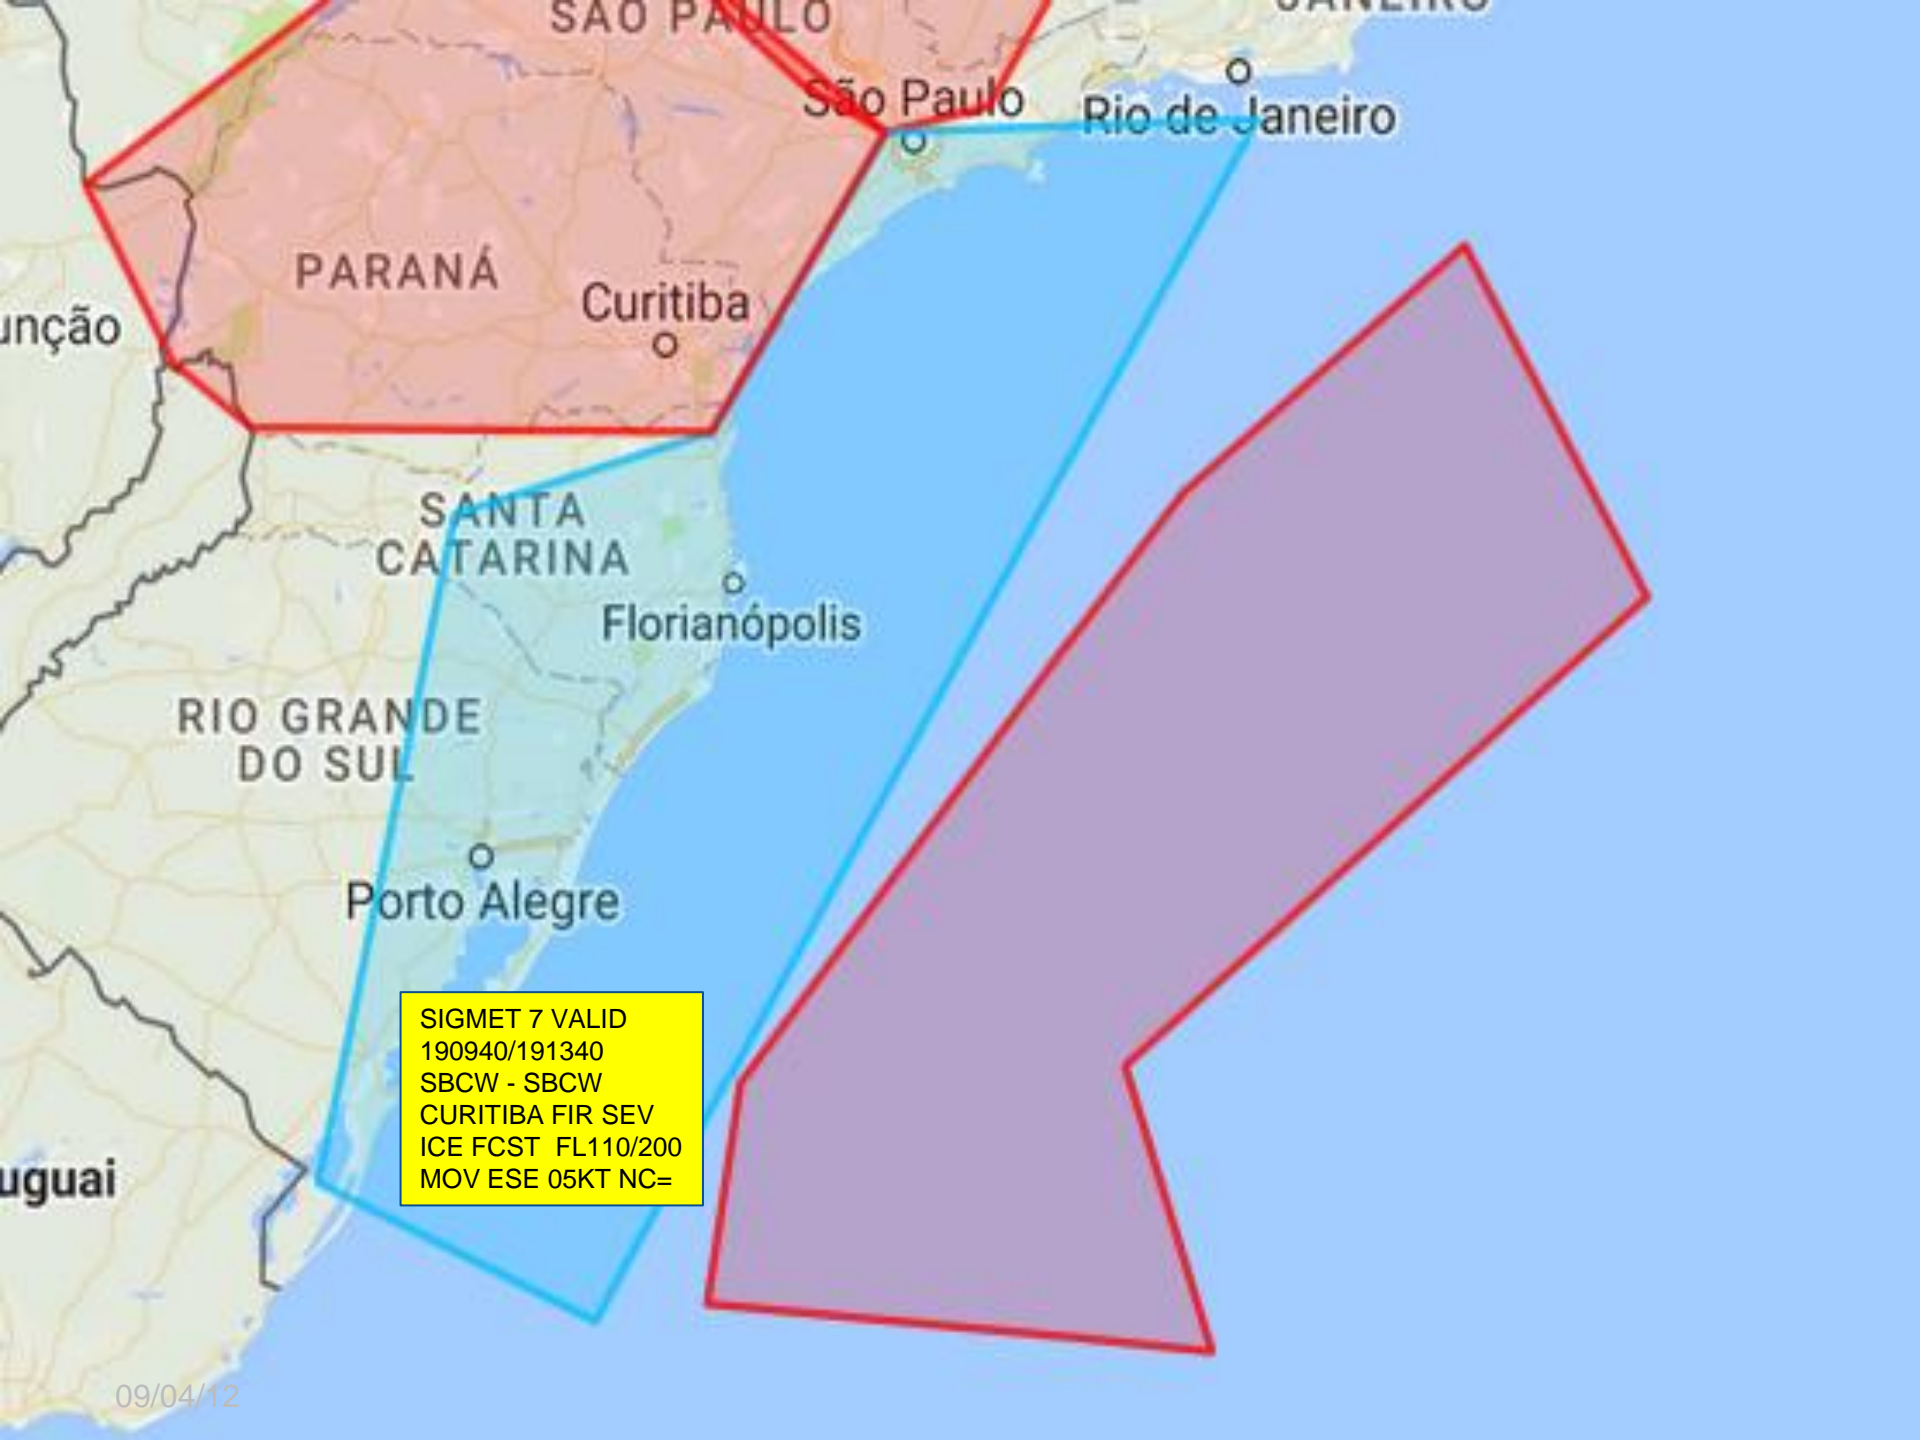 SÃO PAULO
São Paulo
Rio de Janeiro
PARANÁ
Curitiba
SANTA
CATARINA
Florianópolis
RIO GRANDE
DO SUL
Porto Alegre
SIGMET 7 VALID
190940/191340
SBCW - SBCW
CURITIBA FIR SEV
ICE FCST  FL110/200
MOV ESE 05KT NC=
unção
uguai
09/04/12